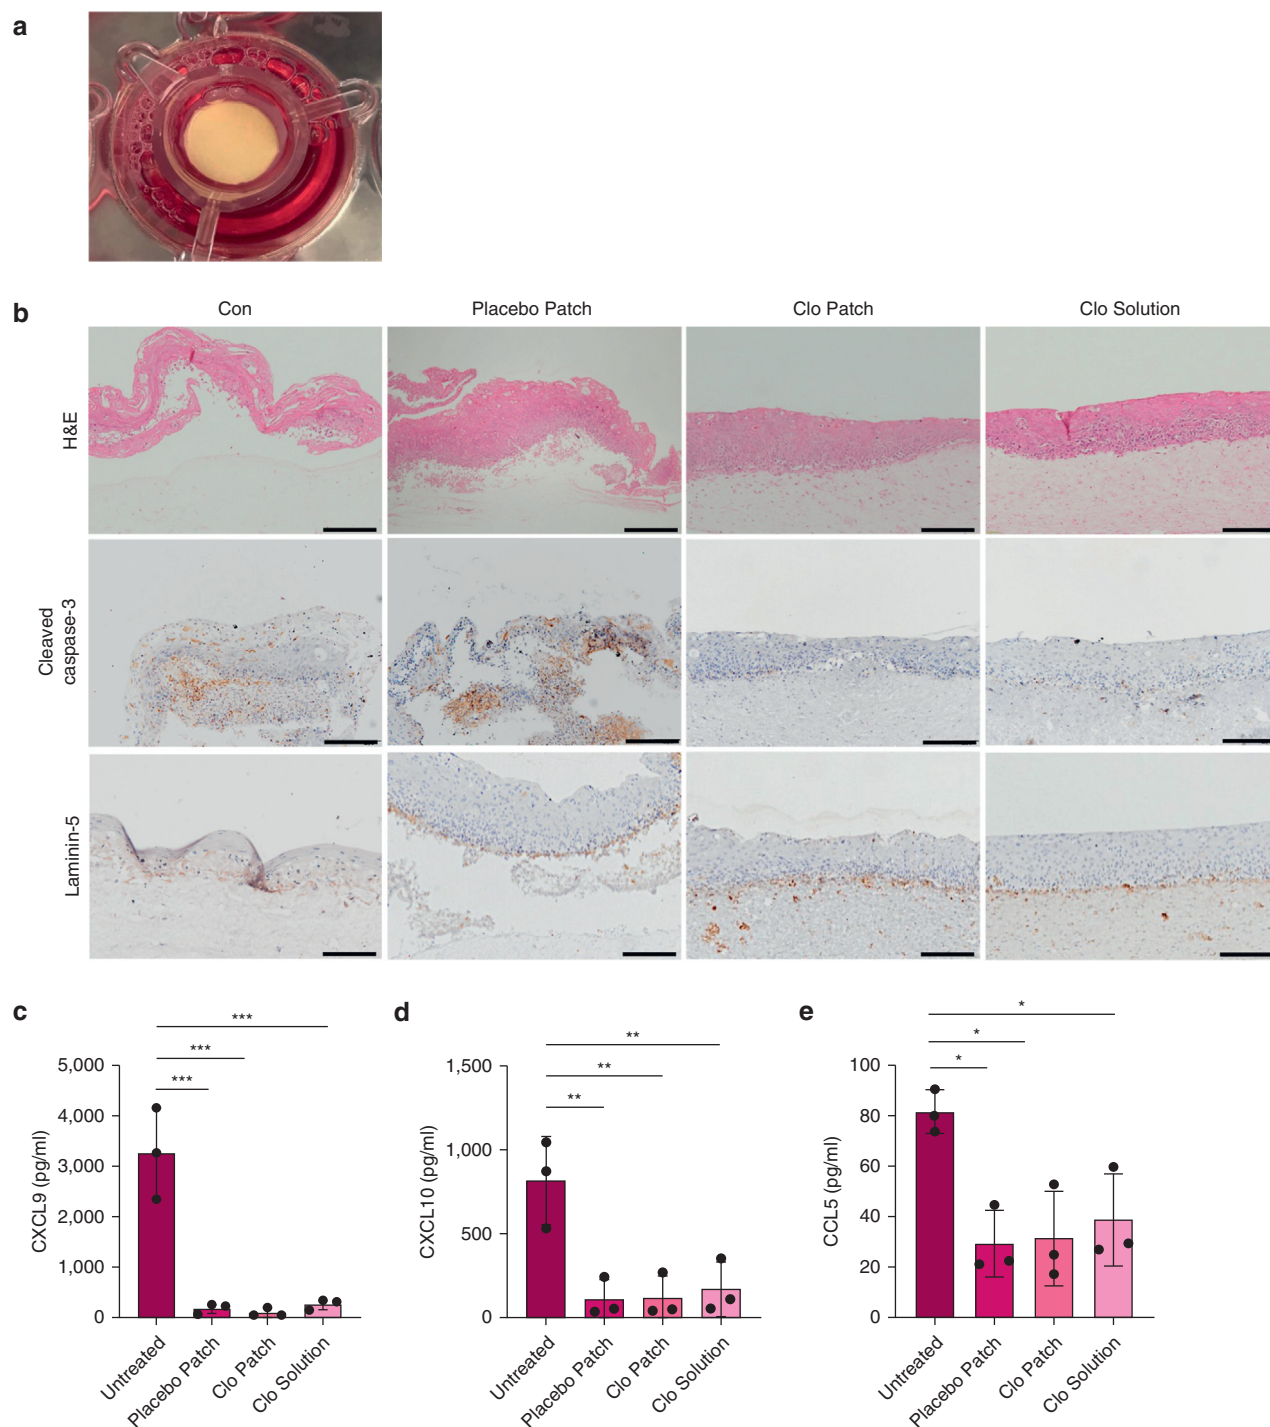 a
b
Con
Placebo Patch
Clo Patch
Clo Solution
H&E
Cleaved
caspase-3
Laminin-5
c
***
***
***
5,000
4,000
3,000
2,000
1,000
0
CXCL9 (pg/ml)
Untreated
Placebo Patch
Clo Patch
Clo Solution
d
**
**
**
1,500
1,000
500
0
CXCL10 (pg/ml)
Untreated
Placebo Patch
Clo Patch
Clo Solution
e
*
*
*
100
80
60
40
20
0
CCL5 (pg/ml)
Untreated
Placebo Patch
Clo Patch
Clo Solution